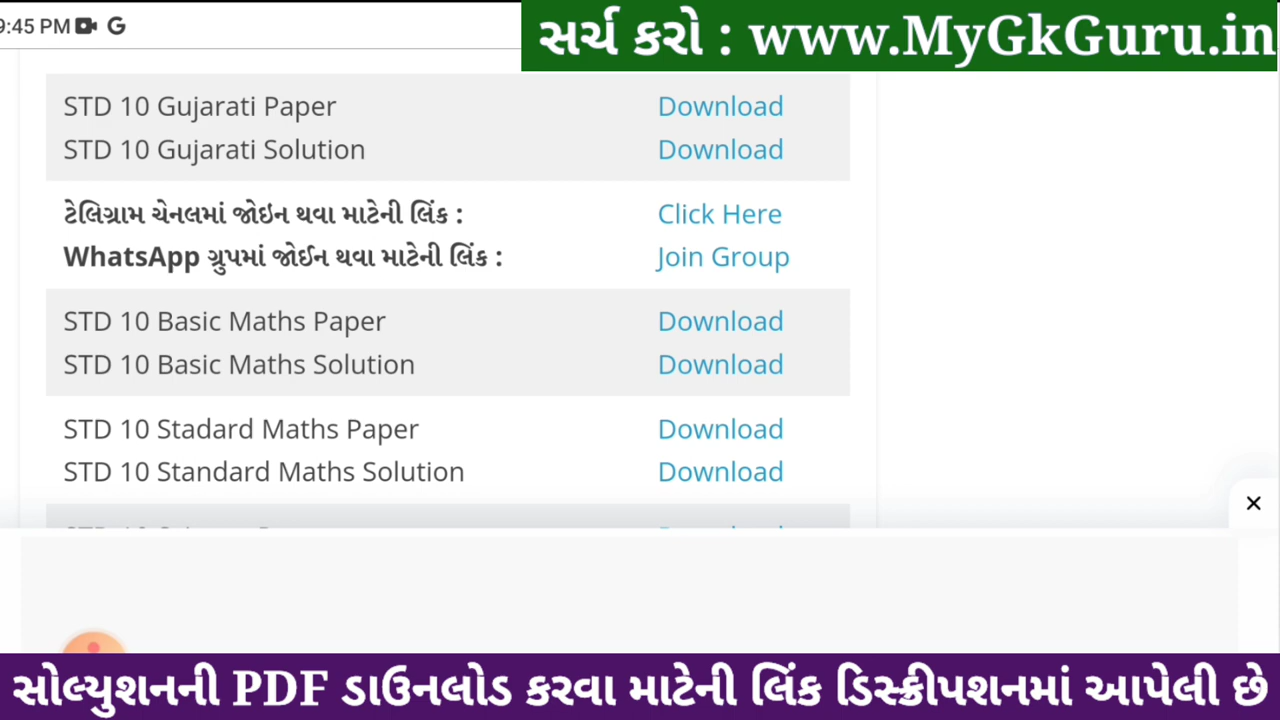 9:45 PM G
સર્ચ કરો : www.MyGkGuru.in
STD 10 Gujarati Paper Download
STD 10 Gujarati Solution Download
ટેલિગ્રામ ચેનલમાં જોઇન થવા માટેની લિંક : Click Here
WhatsApp ગ્રુપમાં જોઈન થવા માટેની લિંક : Join Group
STD 10 Basic Maths Paper Download
STD 10 Basic Maths Solution Download
STD 10 Stadard Maths Paper Download
STD 10 Standard Maths Solution Download
સોલ્યુશનની PDF ડાઉનલોડ કરવા માટેની લિંક ડિસ્ક્રીપશનમાં આપેલી છે